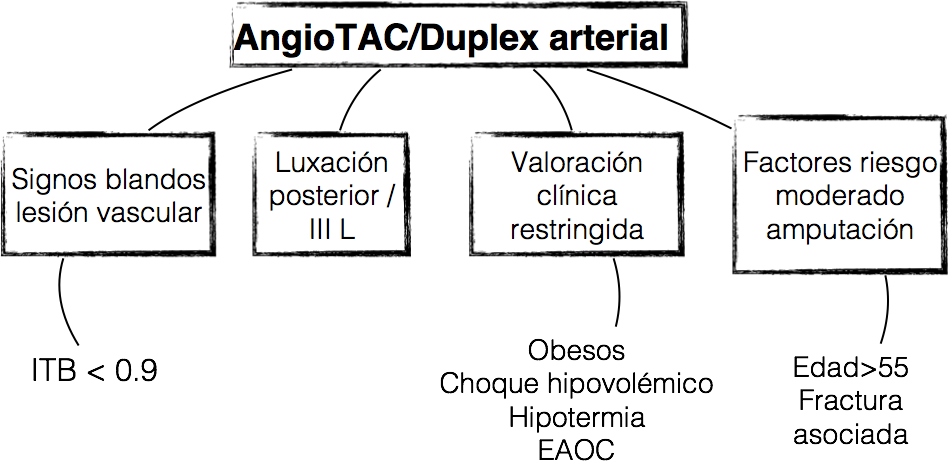 AngioTAC/Duplex arterial
Signos blandos
lesión vascular
Luxación
posterior /
III L
Valoración
clínica
restringida
Factores riesgo
moderado
amputación
ITB < 0.9
Obesos
Choque hipovolémico
Hipotermia
EAOC
Edad>55
Fractura
asociada